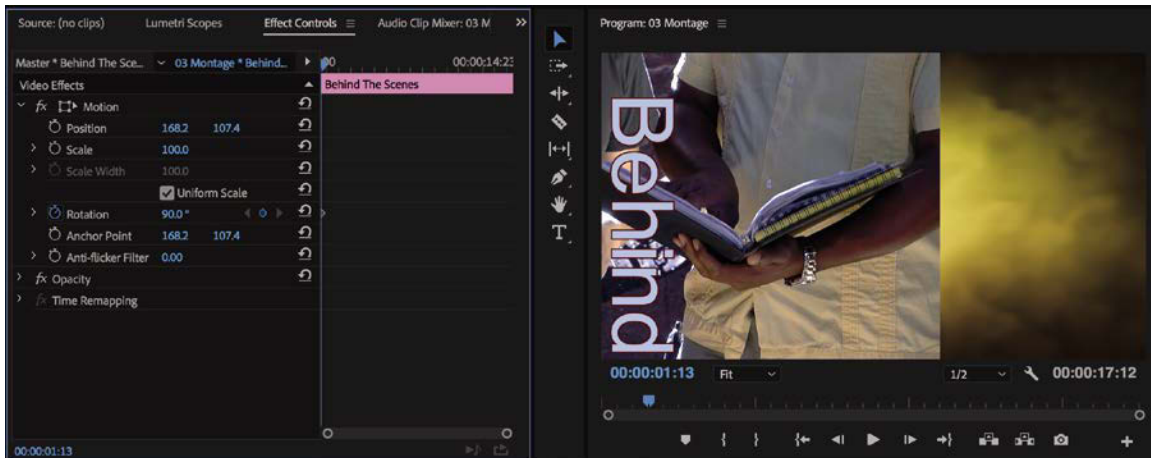 Source: (no clips) Lumetri Scopes Effect Controls Audio Clip Mixer: 03 M
Master * Behind The Sce... 03 Montage * Behind... :00 00:00:14:23
Video Effects Behind The Scenes
fx Motion
Position 168.2 107.4
Scale 100.0
Scale Width 100.0
Uniform Scale
Rotation 90.0 °
Anchor Point 168.2 107.4
Anti-flicker Filter 0.00
fx Opacity
fx Time Remapping
00:00:01:13
T
Program: 03 Montage
Behind
00:00:01:13 Fit 1/2 00:00:17:12